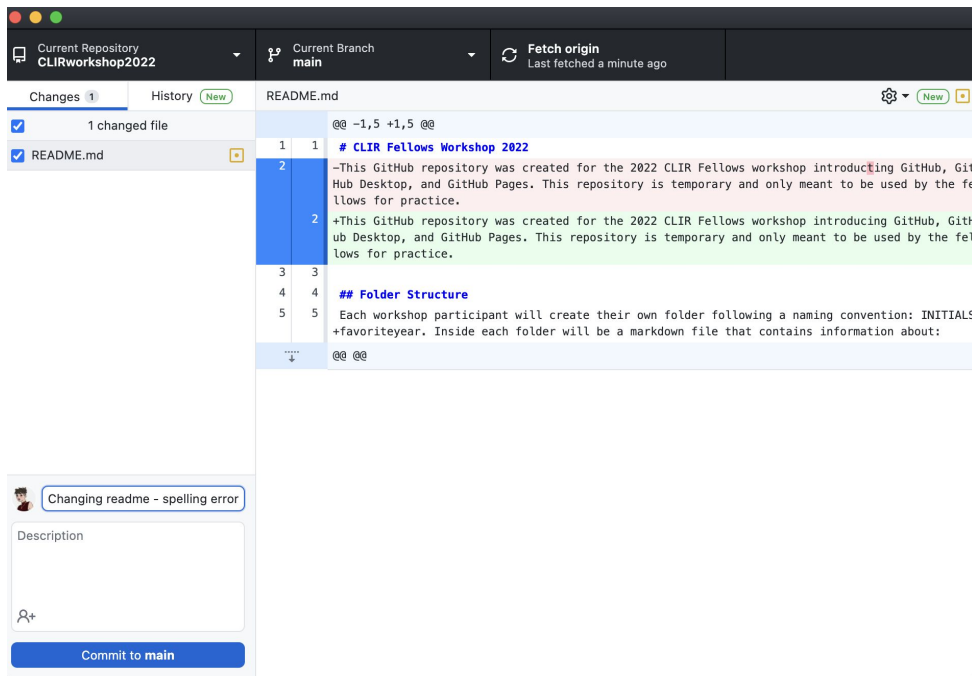 Current Repository
CLIRworkshop2022
Current Branch
main
Fetch origin
Last fetched a minute ago
Changes 1
History New
README.md
New
1 changed file
README.md
@@ -1,5 +1,5 @@
1 1 # CLIR Fellows Workshop 2022
2 -This GitHub repository was created for the 2022 CLIR Fellows workshop introducting GitHub, Git
Hub Desktop, and GitHub Pages. This repository is temporary and only meant to be used by the fe
llows for practice.
2 +This GitHub repository was created for the 2022 CLIR Fellows workshop introducing GitHub, GitH
ub Desktop, and GitHub Pages. This repository is temporary and only meant to be used by the fel
lows for practice.
3 3
4 4 ## Folder Structure
5 5 Each workshop participant will create their own folder following a naming convention: INITIALS
+favoriteyear. Inside each folder will be a markdown file that contains information about:
@@ @@
Changing readme - spelling error
Description
Commit to main